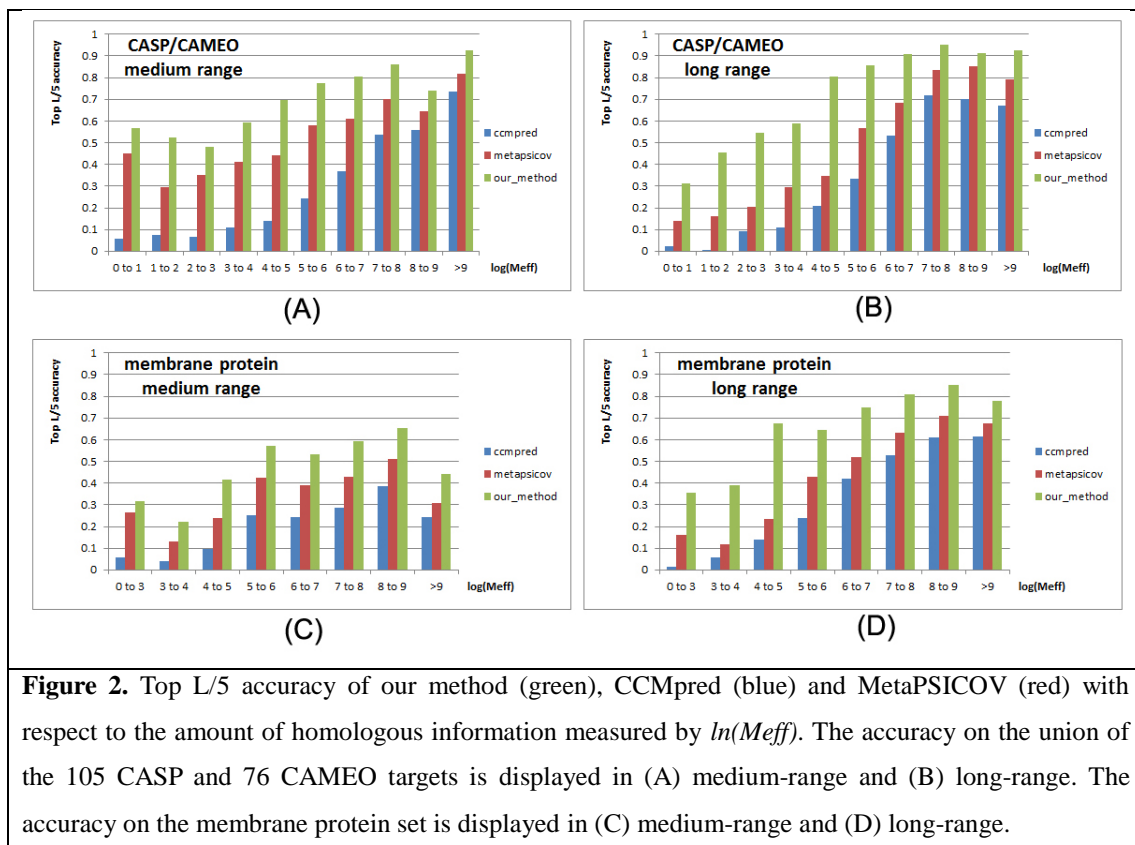 CASP/CAMEO
medium range
Top L/5 accuracy
1
0.9
0.8
0.7
0.6
0.5
0.4
0.3
0.2
0.1
0
0 to 1 1 to 2 2 to 3 3 to 4 4 to 5 5 to 6 6 to 7 7 to 8 8 to 9 >9 log(Meff)
ccmpred
metapsicov
our_method
(A)
CASP/CAMEO
long range
Top L/5 accuracy
1
0.9
0.8
0.7
0.6
0.5
0.4
0.3
0.2
0.1
0
0 to 1 1 to 2 2 to 3 3 to 4 4 to 5 5 to 6 6 to 7 7 to 8 8 to 9 >9 log(Meff)
ccmpred
metapsicov
our_method
(B)
membrane protein
medium range
Top L/5 accuracy
1
0.9
0.8
0.7
0.6
0.5
0.4
0.3
0.2
0.1
0
0 to 3 3 to 4 4 to 5 5 to 6 6 to 7 7 to 8 8 to 9 >9 log(Meff)
ccmpred
metapsicov
our_method
(C)
membrane protein
long range
Top L/5 accuracy
1
0.9
0.8
0.7
0.6
0.5
0.4
0.3
0.2
0.1
0
0 to 3 3 to 4 4 to 5 5 to 6 6 to 7 7 to 8 8 to 9 >9 log(Meff)
ccmpred
metapsicov
our_method
(D)
Figure 2. Top L/5 accuracy of our method (green), CCMpred (blue) and MetaPSICOV (red) with
respect to the amount of homologous information measured by ln(Meff). The accuracy on the union of
the 105 CASP and 76 CAMEO targets is displayed in (A) medium-range and (B) long-range. The
accuracy on the membrane protein set is displayed in (C) medium-range and (D) long-range.